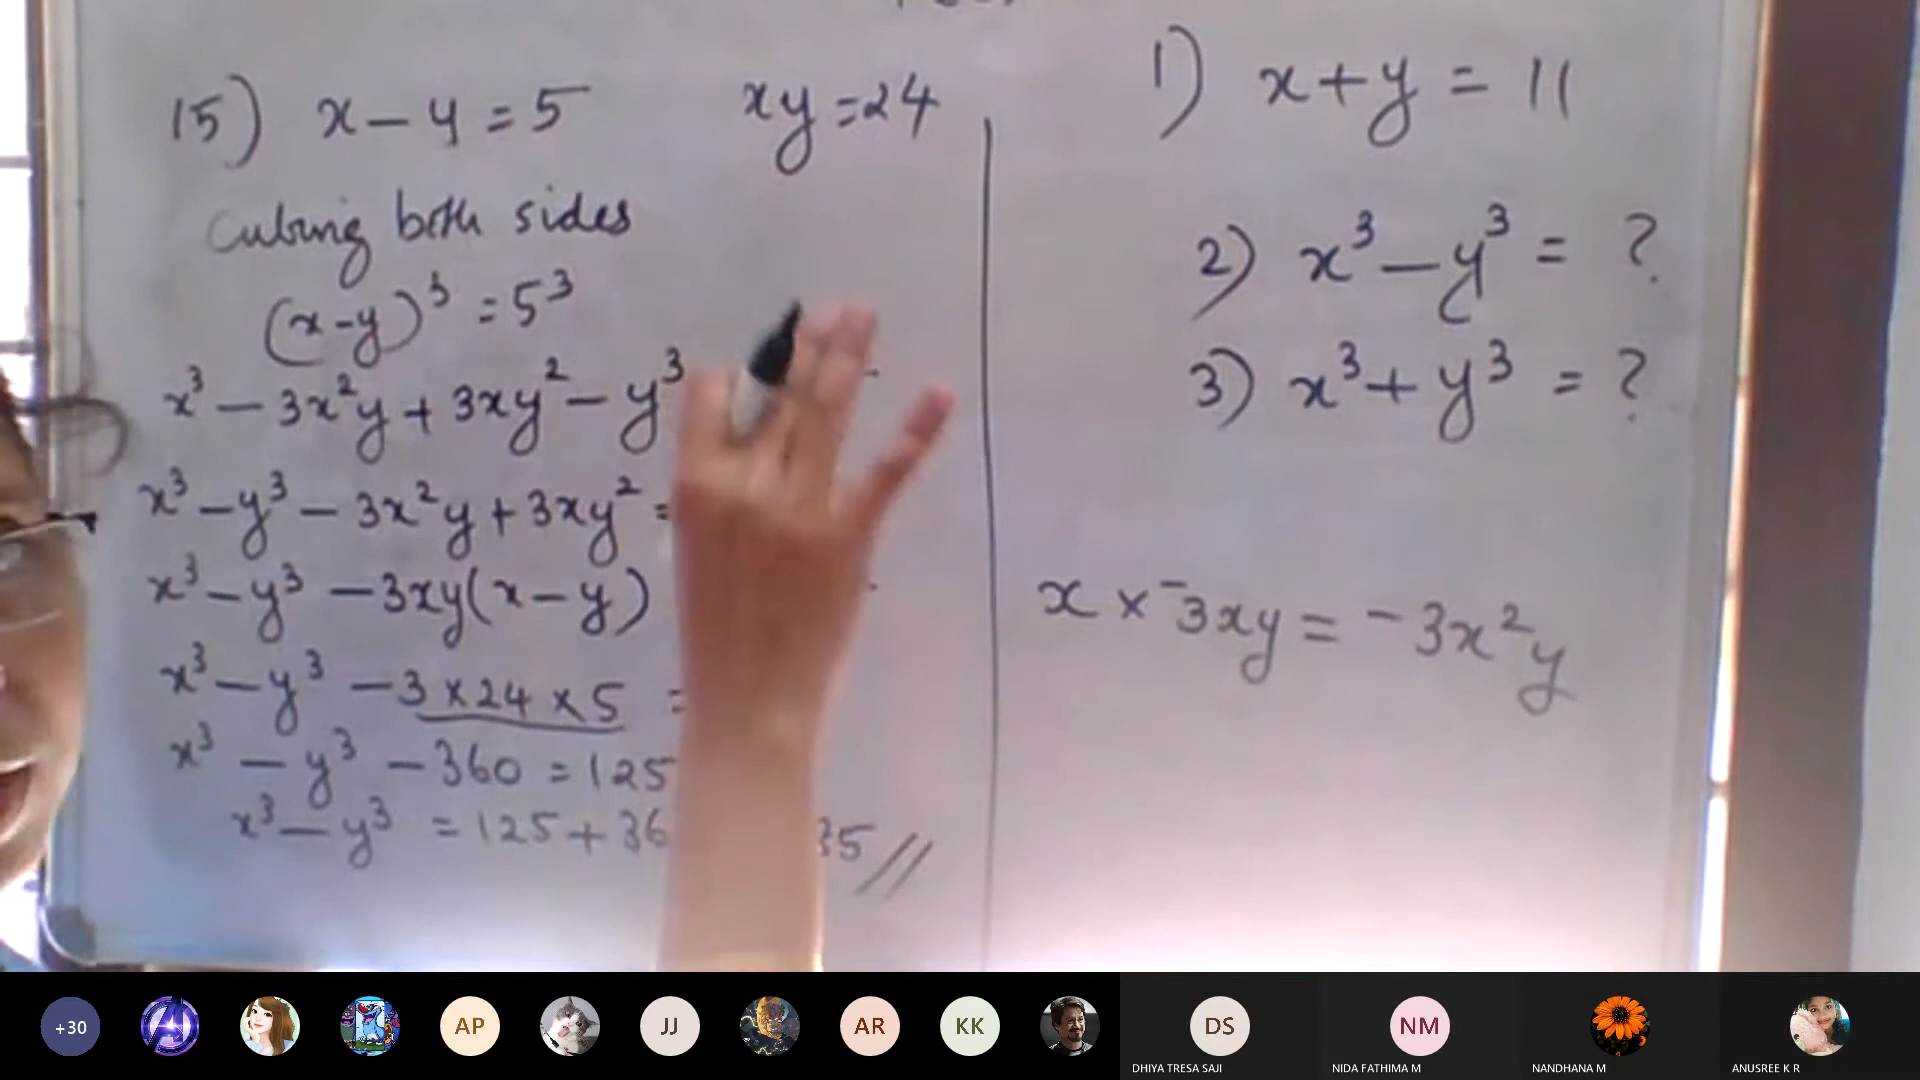 15) x - y = 5 xy = 24
Cubing both sides
(x-y)³ = 5³
x³ - 3x²y + 3xy² - y³
x³ - y³ - 3x²y + 3xy² =
x³ - y³ - 3xy(x - y)
x³ - y³ - 3 × 24 × 5 =
x³ - y³ - 360 = 125
x³ - y³ = 125 + 36 35 //
1) x + y = 11
2) x³ - y³ = ?
3) x³ + y³ = ?
x × -3xy = -3x²y
+30
AP
JJ
AR
KK
DS
NM
DHIYA TRESA SAJI
NIDA FATHIMA M
NANDHANA M
ANUSREE K R